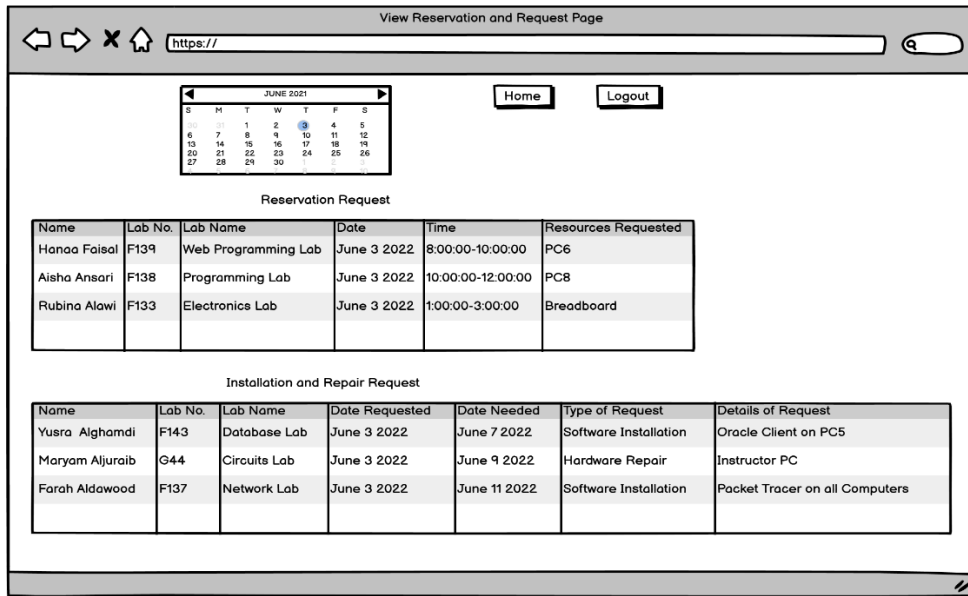 View Reservation and Request Page
https://
JUNE 2021
Home
Logout
S M T W T F S
30 31 1 2 3 4 5
6 7 8 9 10 11 12
13 14 15 16 17 18 19
20 21 22 23 24 25 26
27 28 29 30 1 2 3
4 5 6 7 8 9 10
Reservation Request
Name Lab No. Lab Name Date Time Resources Requested
Hanaa Faisal F139 Web Programming Lab June 3 2022 8:00:00-10:00:00 PC6
Aisha Ansari F138 Programming Lab June 3 2022 10:00:00-12:00:00 PC8
Rubina Alawi F133 Electronics Lab June 3 2022 1:00:00-3:00:00 Breadboard
Installation and Repair Request
Name Lab No. Lab Name Date Requested Date Needed Type of Request Details of Request
Yusra Alghamdi F143 Database Lab June 3 2022 June 7 2022 Software Installation Oracle Client on PC5
Maryam Aljuraib G44 Circuits Lab June 3 2022 June 9 2022 Hardware Repair Instructor PC
Farah Aldawood F137 Network Lab June 3 2022 June 11 2022 Software Installation Packet Tracer on all Computers